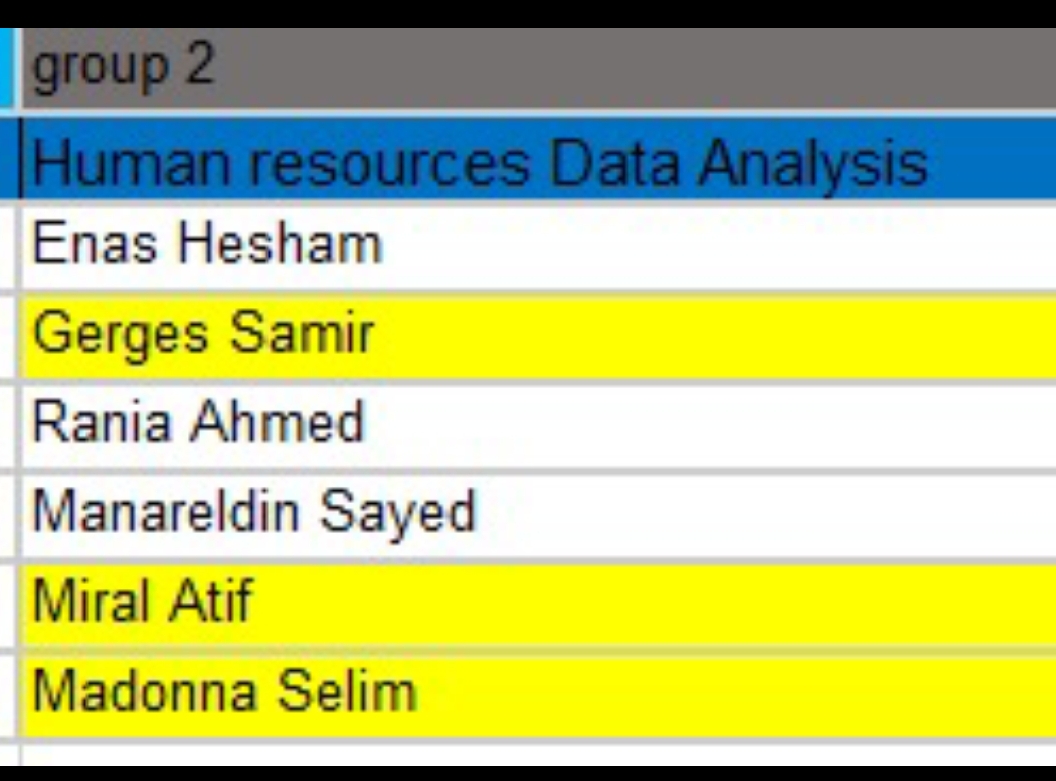 group 2
Human resources Data Analysis
Enas Hesham
Gerges Samir
Rania Ahmed
Manareldin Sayed
Miral Atif
Madonna Selim